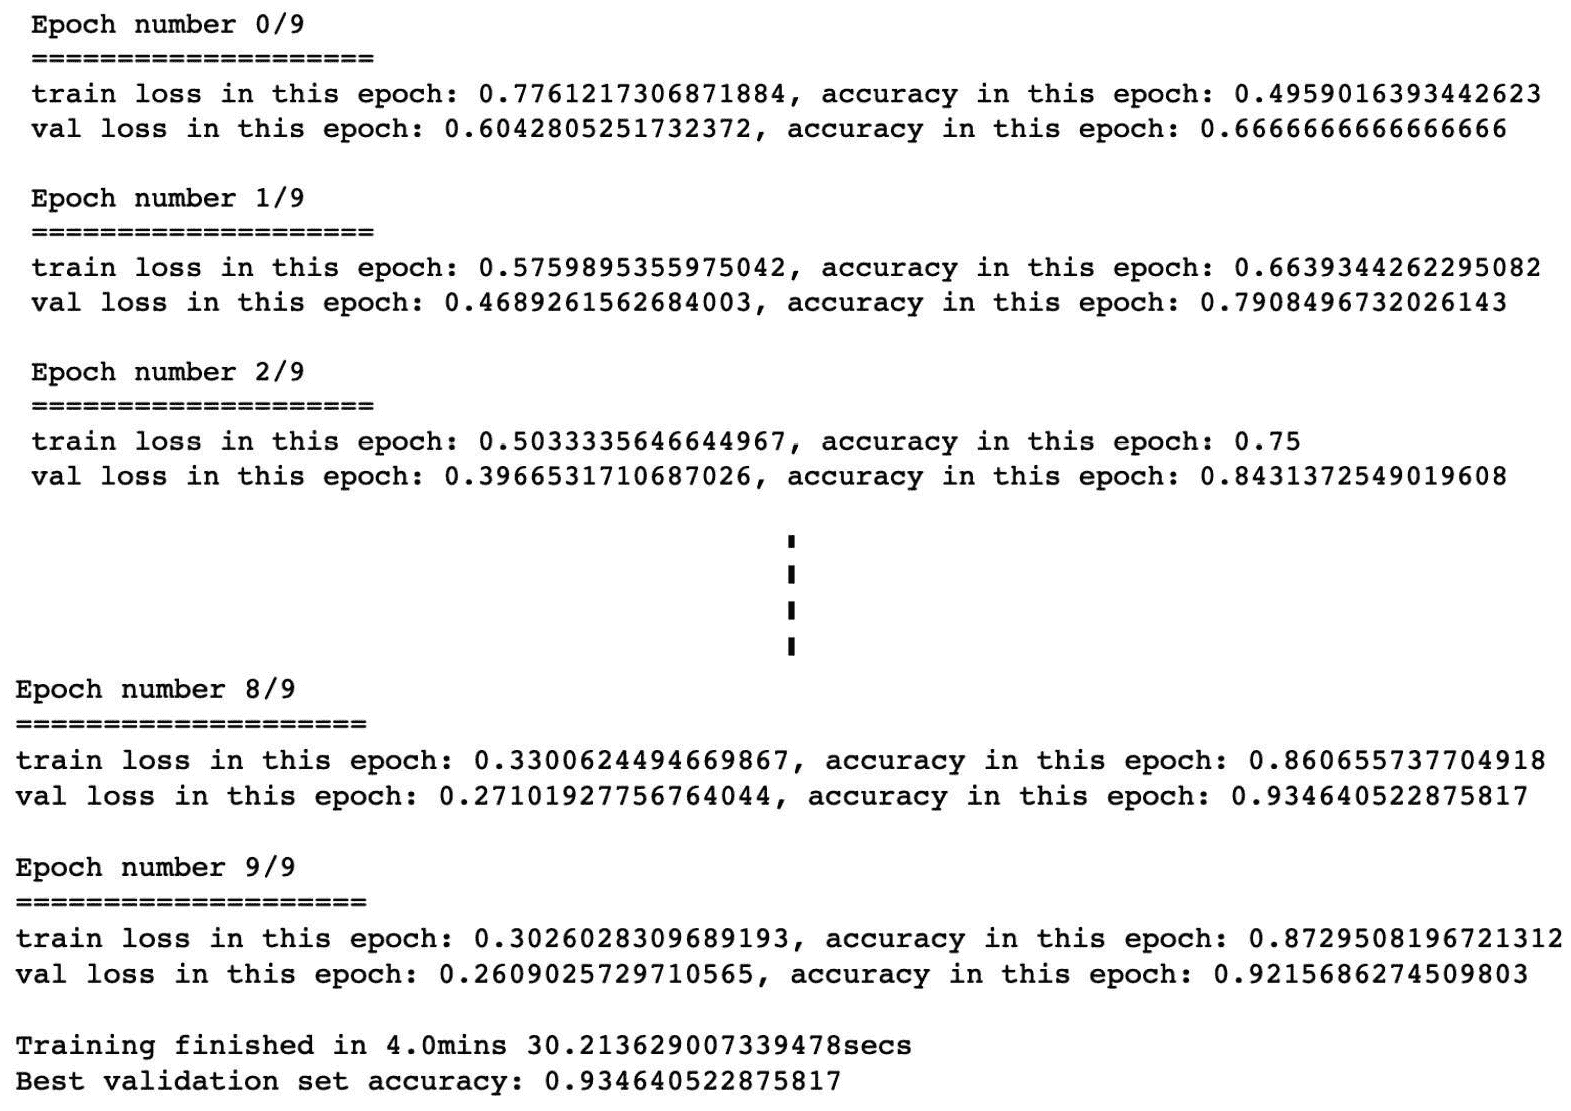 Epoch number 0/9
====================
train loss in this epoch: 0.7761217306871884, accuracy in this epoch: 0.4959016393442623
val loss in this epoch: 0.6042805251732372, accuracy in this epoch: 0.6666666666666666
Epoch number 1/9
====================
train loss in this epoch: 0.5759895355975042, accuracy in this epoch: 0.6639344262295082
val loss in this epoch: 0.4689261562684003, accuracy in this epoch: 0.7908496732026143
Epoch number 2/9
====================
train loss in this epoch: 0.5033335646644967, accuracy in this epoch: 0.75
val loss in this epoch: 0.3966531710687026, accuracy in this epoch: 0.8431372549019608
Epoch number 8/9
====================
train loss in this epoch: 0.3300624494669867, accuracy in this epoch: 0.860655737704918
val loss in this epoch: 0.27101927756764044, accuracy in this epoch: 0.934640522875817
Epoch number 9/9
====================
train loss in this epoch: 0.3026028309689193, accuracy in this epoch: 0.8729508196721312
val loss in this epoch: 0.2609025729710565, accuracy in this epoch: 0.9215686274509803
Training finished in 4.0mins 30.213629007339478secs
Best validation set accuracy: 0.934640522875817